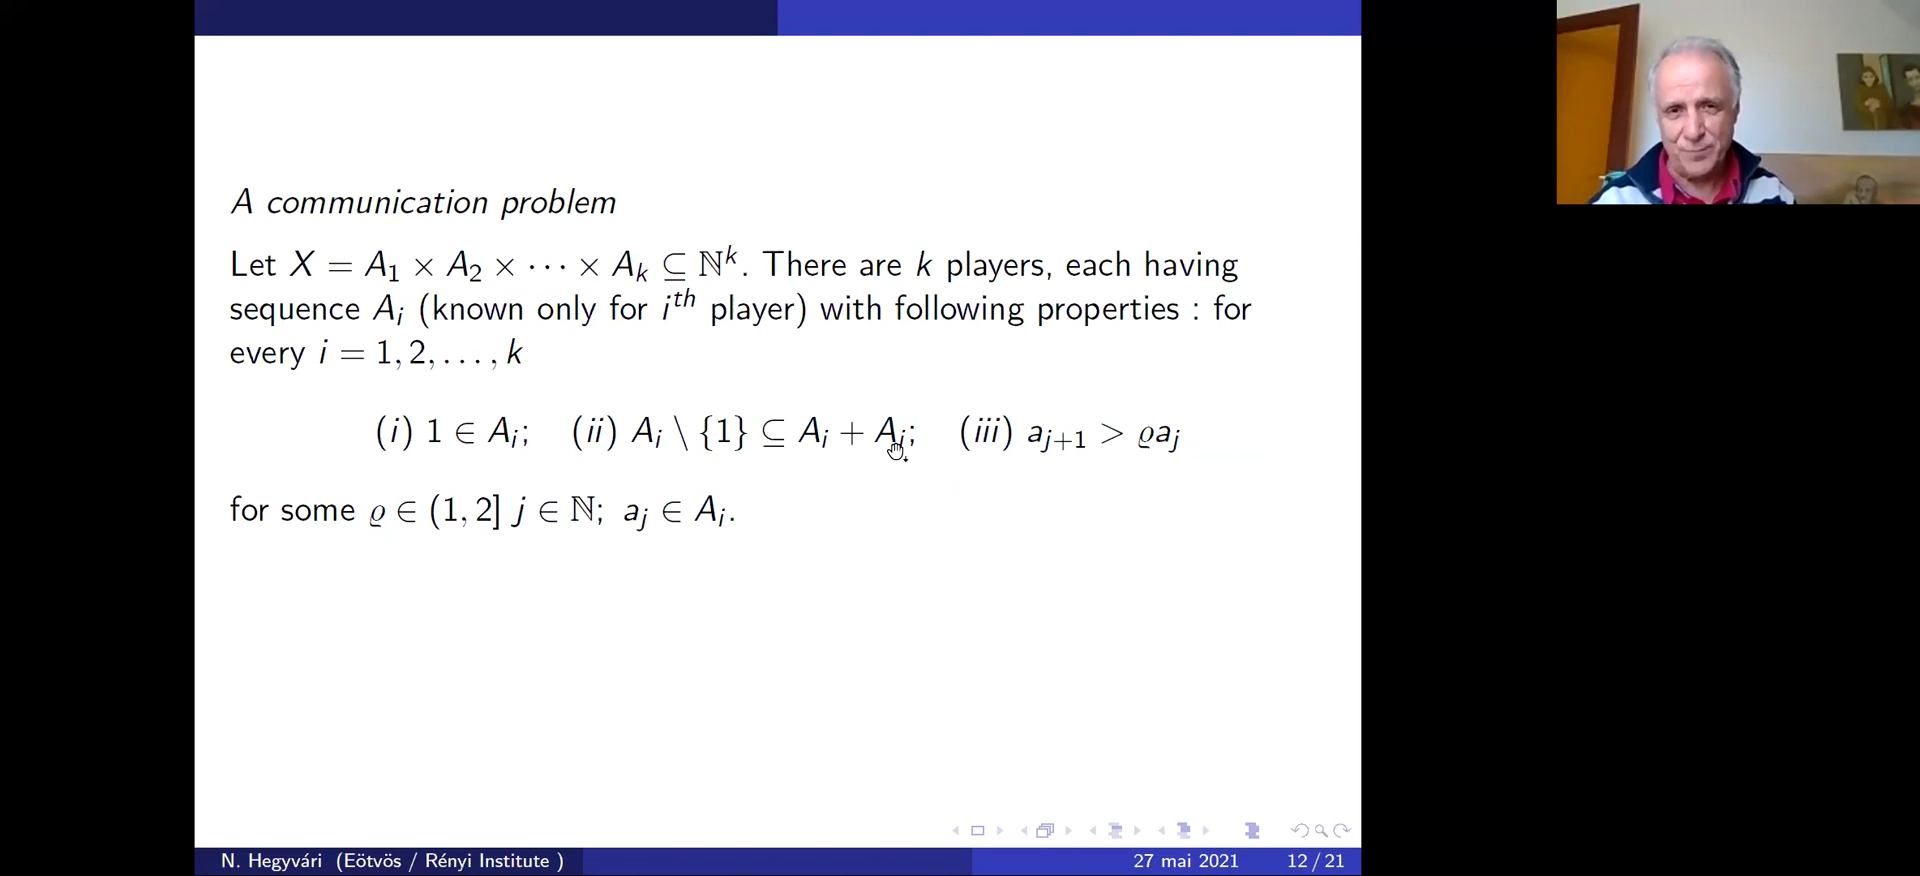 A communication problem
Let X = A₁ × A₂ × · · · × Aₖ ⊆ ℕᵏ. There are k players, each having
sequence Aᵢ (known only for iᵗʰ player) with following properties : for
every i = 1, 2, . . . , k
(i) 1 ∈ Aᵢ; (ii) Aᵢ \ {1} ⊆ Aᵢ + Aᵢ; (iii) aⱼ₊₁ > ϱaⱼ
for some ϱ ∈ (1, 2] j ∈ ℕ; aⱼ ∈ Aᵢ.
N. Hegyvári (Eötvös / Rényi Institute ) 27 mai 2021 12 / 21